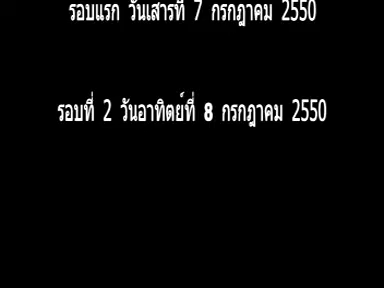 รอบแรก วันเสาร์ที่ 7 กรกฎาคม 2550
รอบที่ 2 วันอาทิตย์ที่ 8 กรกฎาคม 2550